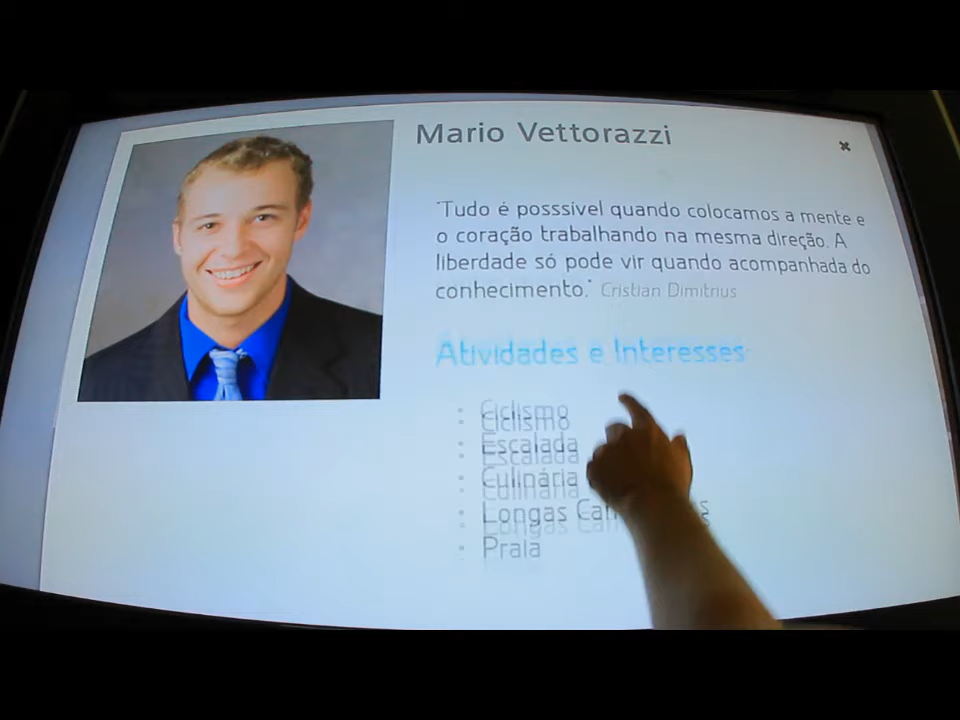 Mario Vettorazzi
"Tudo é posssível quando colocamos a mente e
o coração trabalhando na mesma direção. A
liberdade só pode vir quando acompanhada do
conhecimento." Cristian Dimitrius
Atividades e Interesses
• Ciclismo
• Escalada
• Culinária
• Longas
• Praia